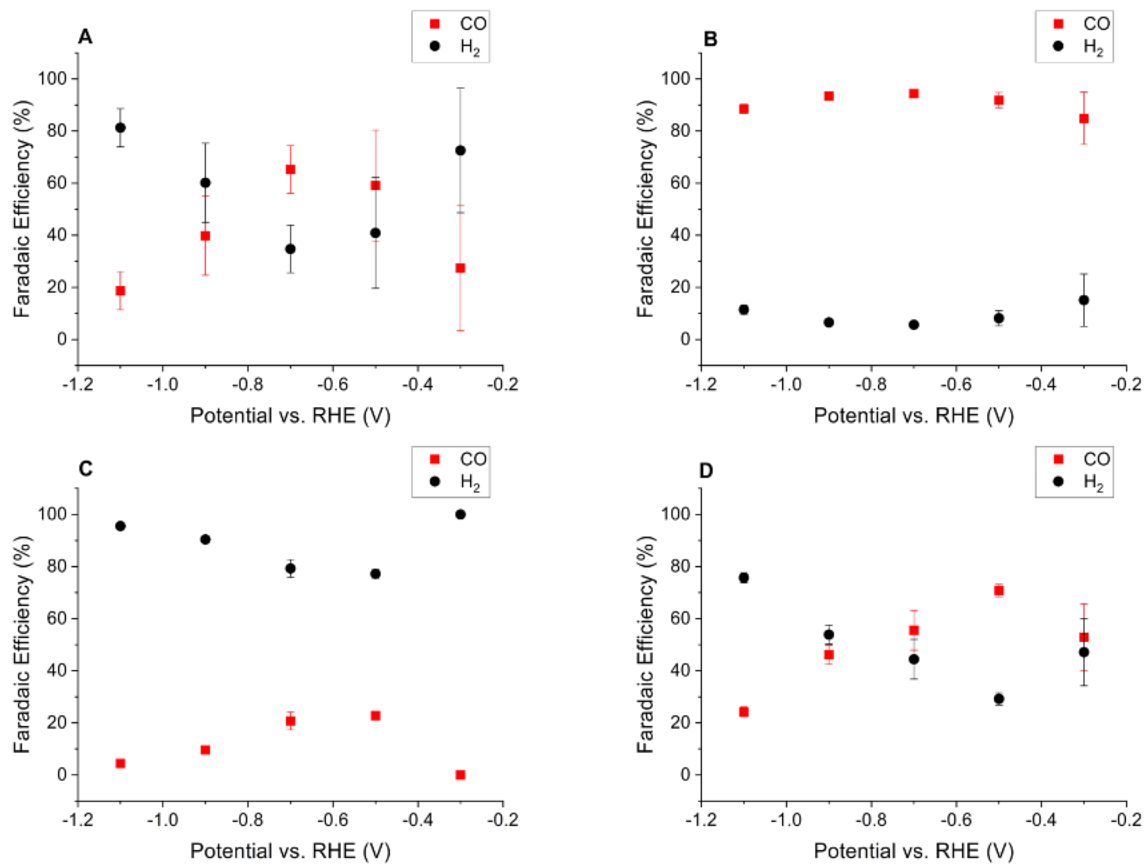 A
CO
H₂
Faradaic Efficiency (%)
100
80
60
40
20
0
-1.2
-1.0
-0.8
-0.6
-0.4
-0.2
Potential vs. RHE (V)
B
CO
H₂
Faradaic Efficiency (%)
100
80
60
40
20
0
-1.2
-1.0
-0.8
-0.6
-0.4
-0.2
Potential vs. RHE (V)
C
CO
H₂
Faradaic Efficiency (%)
100
80
60
40
20
0
-1.2
-1.0
-0.8
-0.6
-0.4
-0.2
Potential vs. RHE (V)
D
CO
H₂
Faradaic Efficiency (%)
100
80
60
40
20
0
-1.2
-1.0
-0.8
-0.6
-0.4
-0.2
Potential vs. RHE (V)